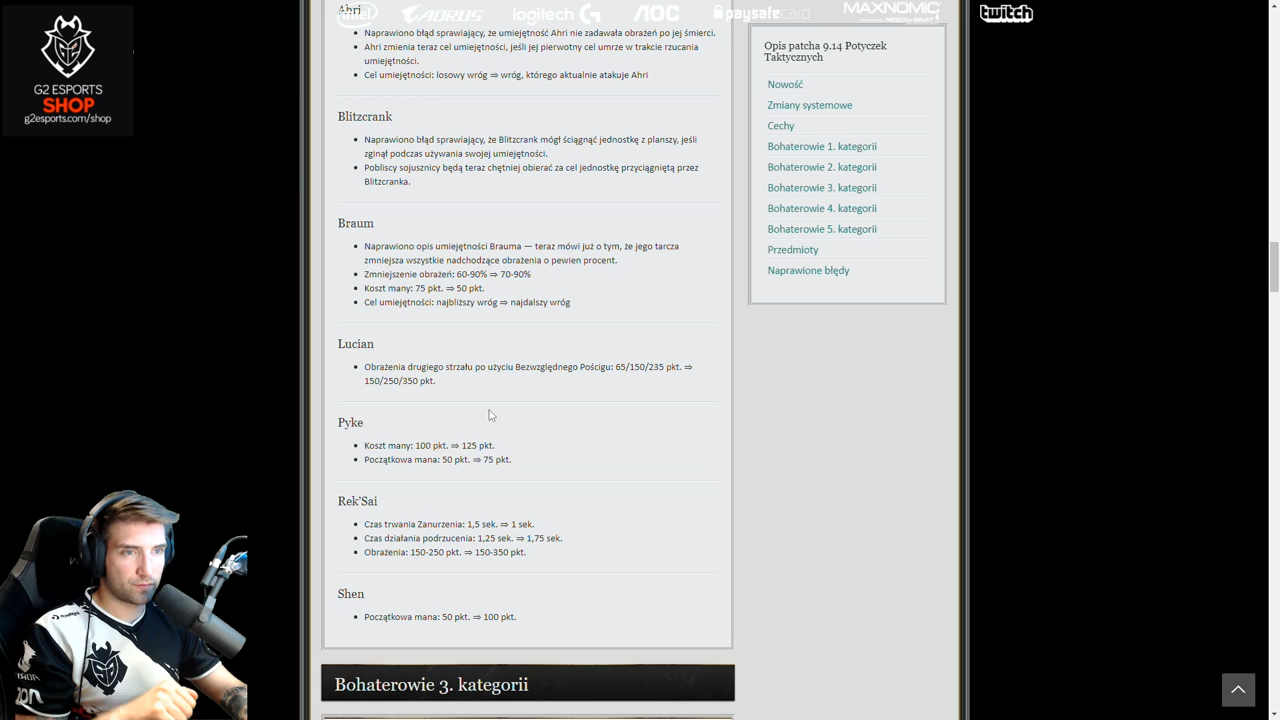 intel
AORUS
logitech G
AOC
paysafecard
MAXNOMIC
twitch
G2 ESPORTS
SHOP
g2esports.com/shop
Ahri
Naprawiono błąd sprawiający, że umiejętność Ahri nie zadawała obrażeń po jej śmierci.
Ahri zmienia teraz cel umiejętności, jeśli jej pierwotny cel umrze w trakcie rzucania
umiejętności.
Cel umiejętności: losowy wróg ⇒ wróg, którego aktualnie atakuje Ahri
Blitzcrank
Naprawiono błąd sprawiający, że Blitzcrank mógł ściągnąć jednostkę z planszy, jeśli
zginął podczas używania swojej umiejętności.
Pobliscy sojusznicy będą teraz chętniej obierać za cel jednostkę przyciągniętą przez
Blitzcranka.
Braum
Naprawiono opis umiejętności Brauma — teraz mówi już o tym, że jego tarcza
zmniejsza wszystkie nadchodzące obrażenia o pewien procent.
Zmniejszenie obrażeń: 60-90% ⇒ 70-90%
Koszt many: 75 pkt. ⇒ 50 pkt.
Cel umiejętności: najbliższy wróg ⇒ najdalszy wróg
Lucian
Obrażenia drugiego strzału po użyciu Bezwzględnego Pościgu: 65/150/235 pkt. ⇒
150/250/350 pkt.
Pyke
Koszt many: 100 pkt. ⇒ 125 pkt.
Początkowa mana: 50 pkt. ⇒ 75 pkt.
Rek'Sai
Czas trwania Zanurzenia: 1,5 sek. ⇒ 1 sek.
Czas działania podrzucenia: 1,25 sek. ⇒ 1,75 sek.
Obrażenia: 150-250 pkt. ⇒ 150-350 pkt.
Shen
Początkowa mana: 50 pkt. ⇒ 100 pkt.
Bohaterowie 3. kategorii
Opis patcha 9.14 Potyczek
Taktycznych
Nowość
Zmiany systemowe
Cechy
Bohaterowie 1. kategorii
Bohaterowie 2. kategorii
Bohaterowie 3. kategorii
Bohaterowie 4. kategorii
Bohaterowie 5. kategorii
Przedmioty
Naprawione błędy